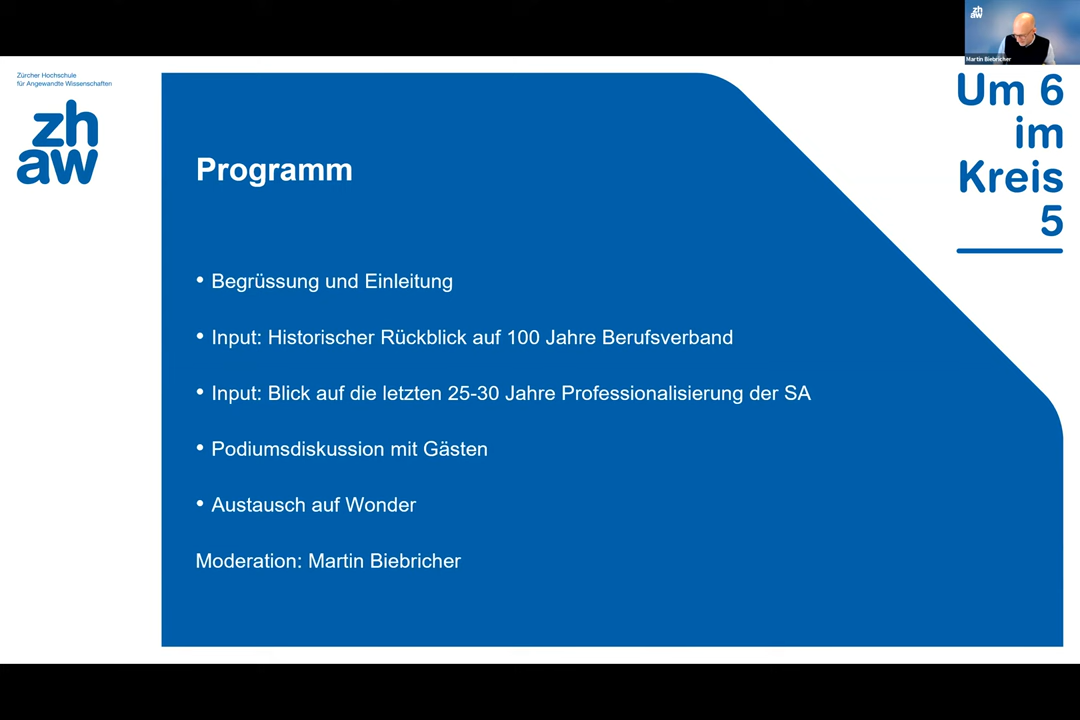 zh
aw
Martin Biebricher
Zürcher Hochschule
für Angewandte Wissenschaften
zh
aw
Um 6
im
Kreis
5
Programm
• Begrüssung und Einleitung
• Input: Historischer Rückblick auf 100 Jahre Berufsverband
• Input: Blick auf die letzten 25-30 Jahre Professionalisierung der SA
• Podiumsdiskussion mit Gästen
• Austausch auf Wonder
Moderation: Martin Biebricher